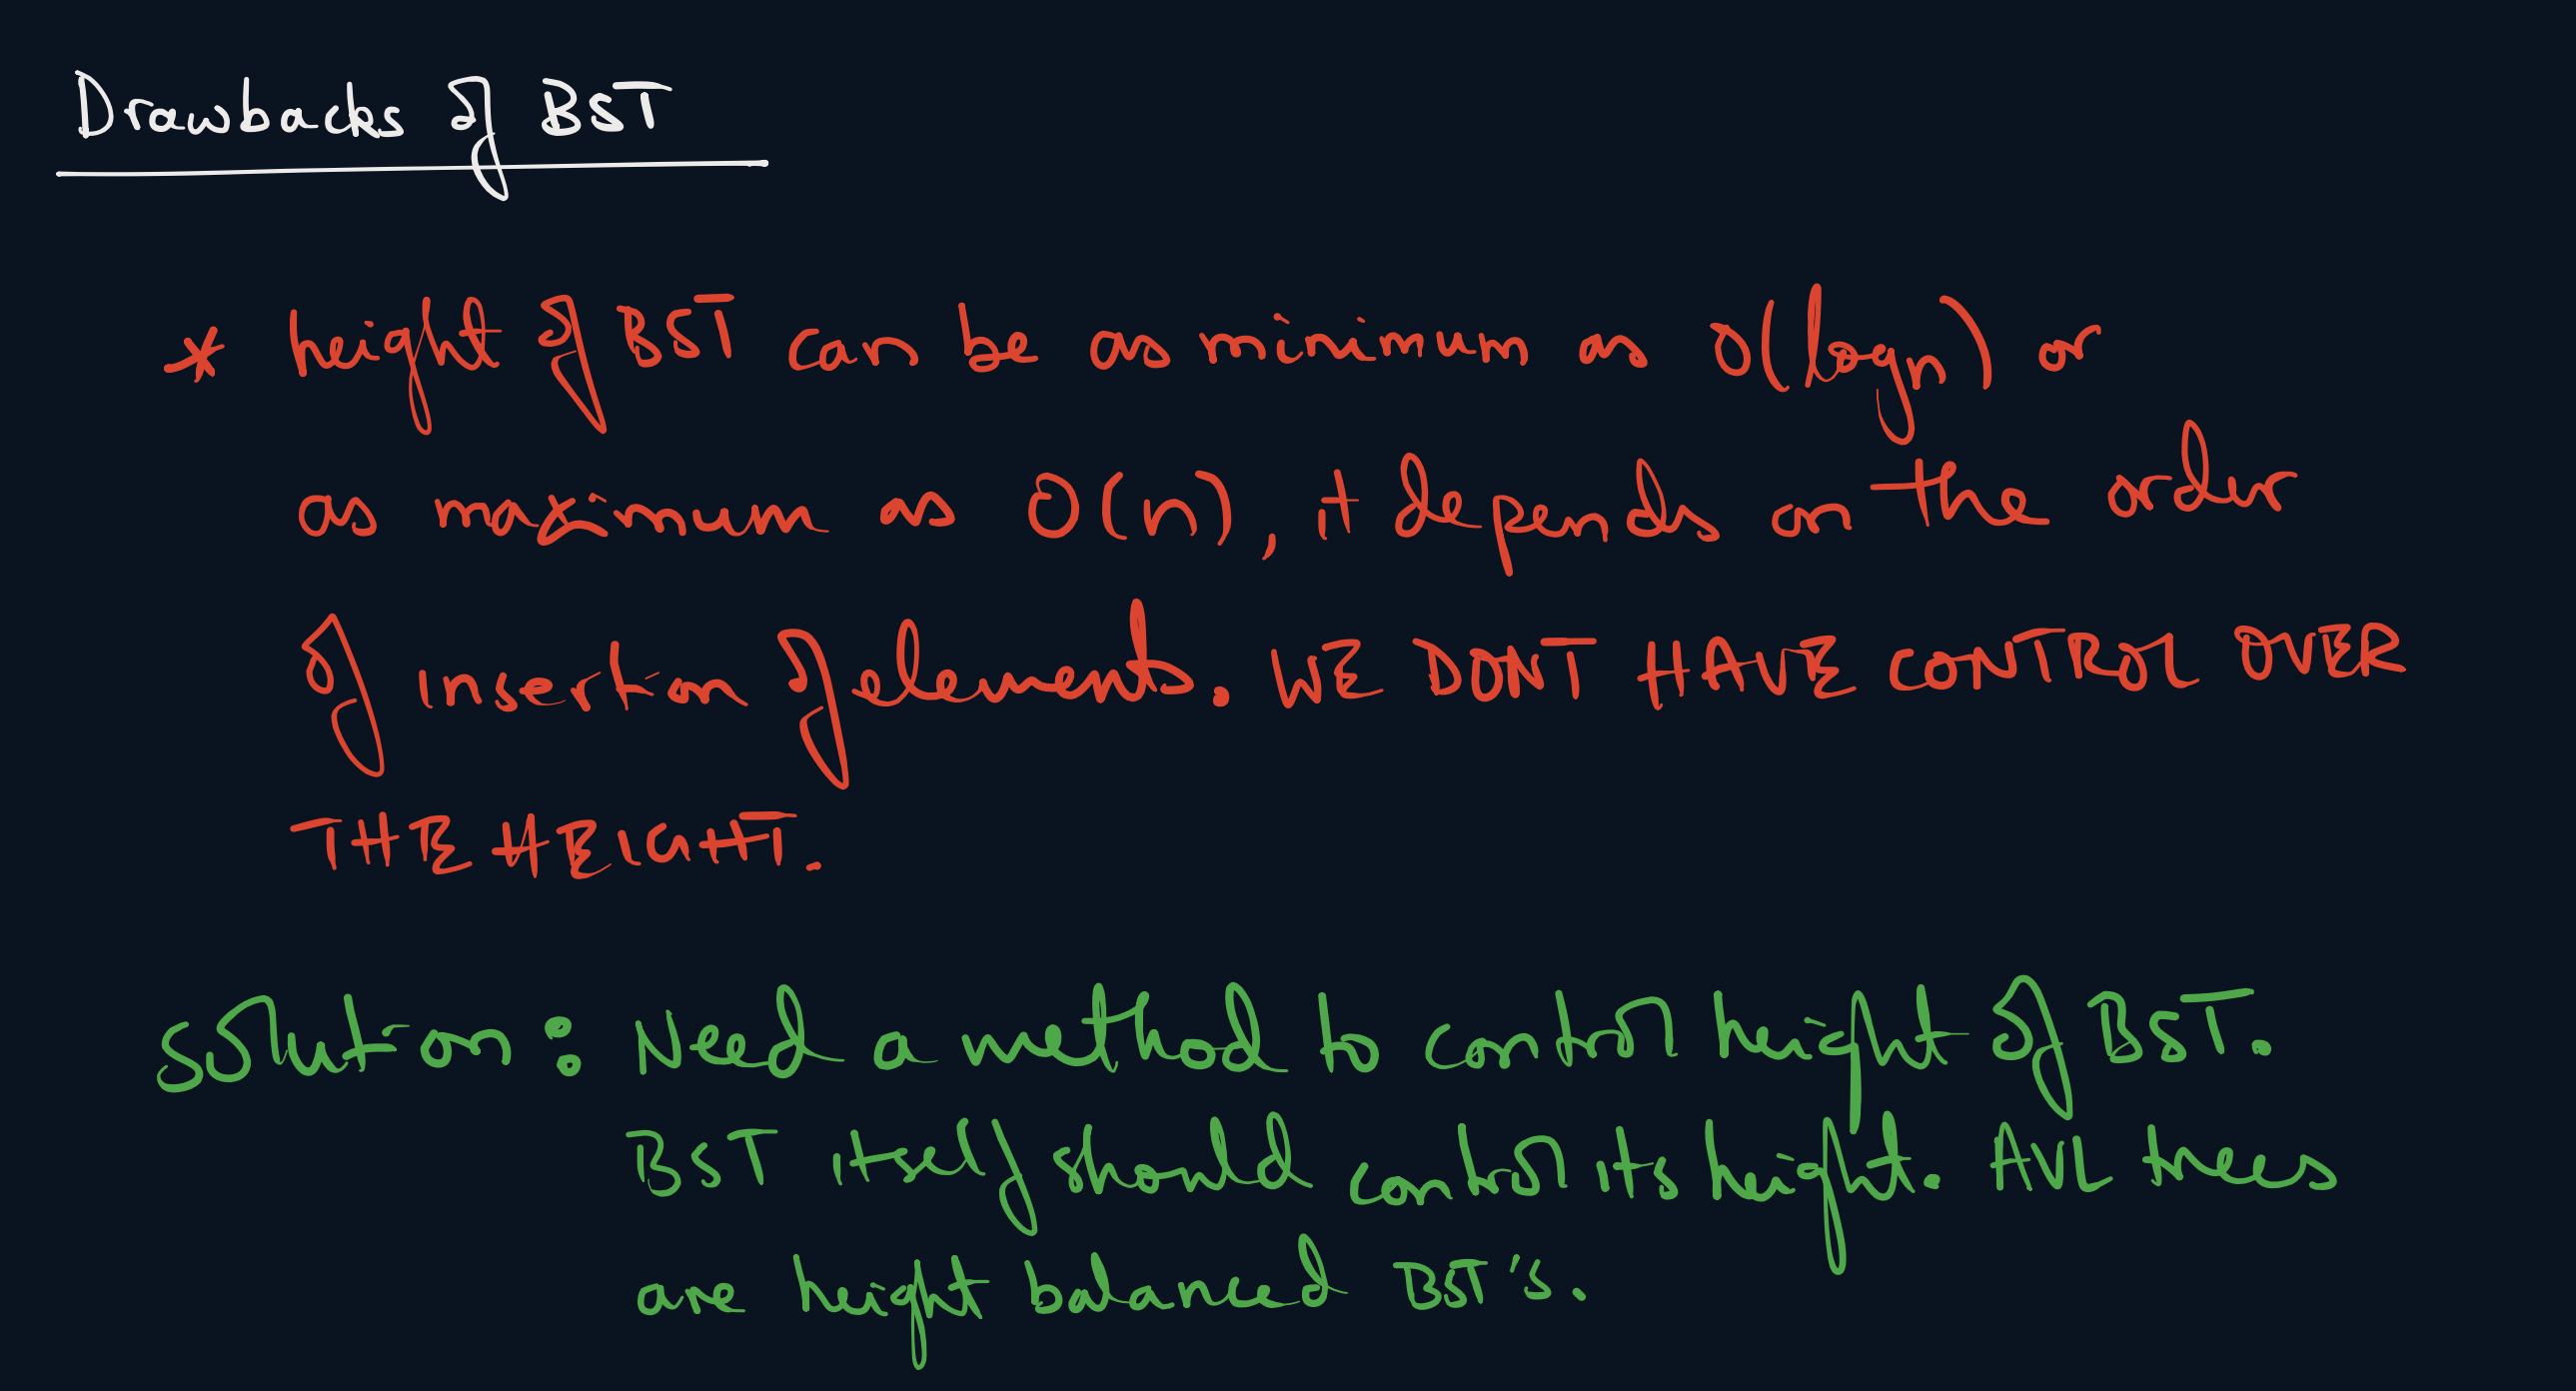 Drawbacks of BST
* height of BST can be as minimum as O(logn) or
as maximum as O(n), it depends on the order
of insertion of elements. WE DONT HAVE CONTROL OVER
THE HEIGHT.
Solution: Need a method to control height of BST.
BST itself should control its height. AVL trees
are height balanced BST's.